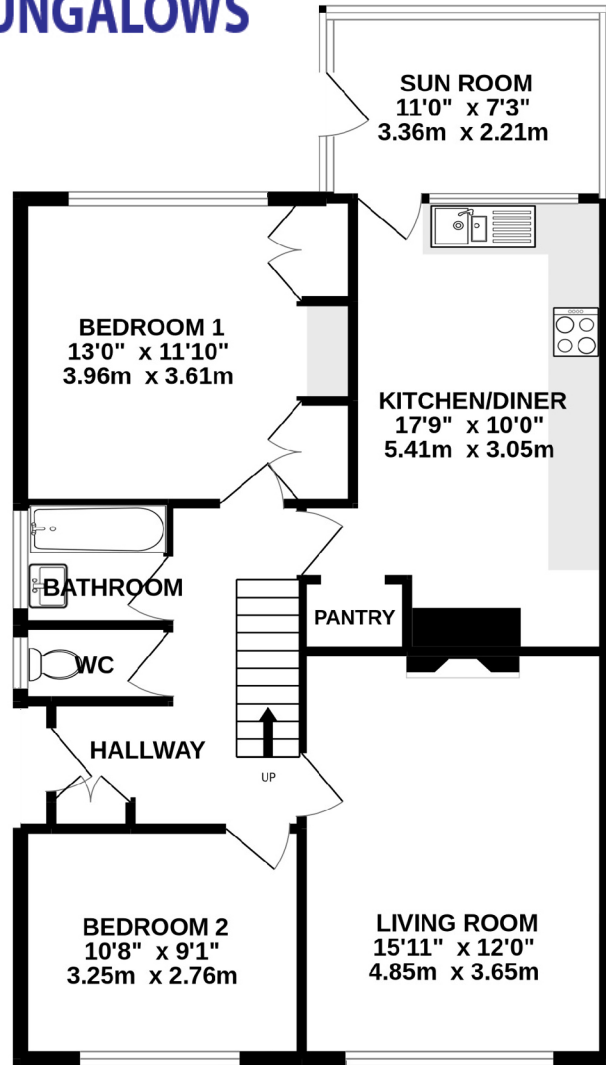 UNGALOWS
SUN ROOM
11'0" x 7'3"
3.36m x 2.21m
BEDROOM 1
13'0" x 11'10"
3.96m x 3.61m
KITCHEN/DINER
17'9" x 10'0"
5.41m x 3.05m
BATHROOM
PANTRY
WC
HALLWAY
UP
BEDROOM 2
10'8" x 9'1"
3.25m x 2.76m
LIVING ROOM
15'11" x 12'0"
4.85m x 3.65m